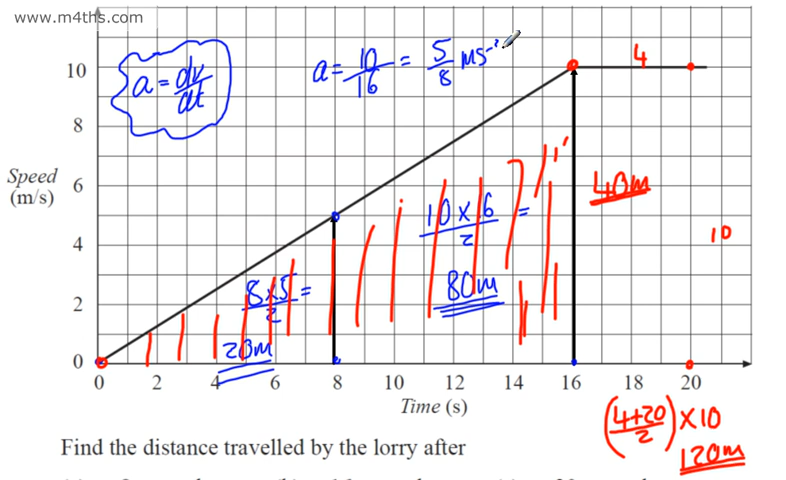 www.m4ths.com
a = dv/dt
a = 10/16 = 5/8 ms⁻²
4
10
8
Speed
(m/s)
6
4
2
0
40m
10
10 × 16 / 2 =
80m
8×5/2 =
20m
0 2 4 6 8 10 12 14 16 18 20
Time (s)
(4+20/2) × 10
120m
Find the distance travelled by the lorry after